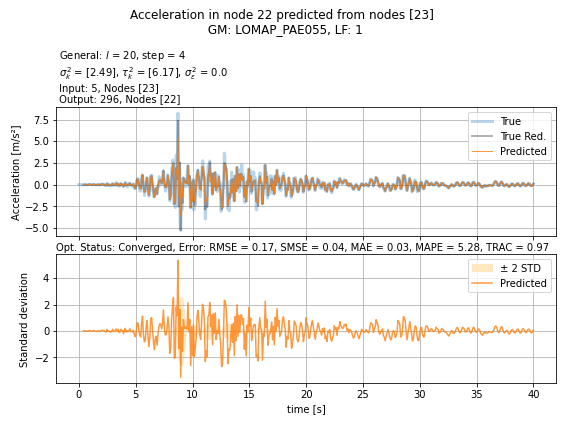 Acceleration in node 22 predicted from nodes [23]
GM: LOMAP_PAE055, LF: 1
General: l = 20, step = 4
σ²ₖ = [2.49], τ²ₖ = [6.17], σ²ε = 0.0
Input: 5, Nodes [23]
Output: 296, Nodes [22]
Acceleration [m/s²]
7.5
5.0
2.5
0.0
−2.5
−5.0
True
True Red.
Predicted
Opt. Status: Converged, Error: RMSE = 0.17, SMSE = 0.04, MAE = 0.03, MAPE = 5.28, TRAC = 0.97
Standard deviation
4
2
0
−2
± 2 STD
Predicted
0 5 10 15 20 25 30 35 40
time [s]